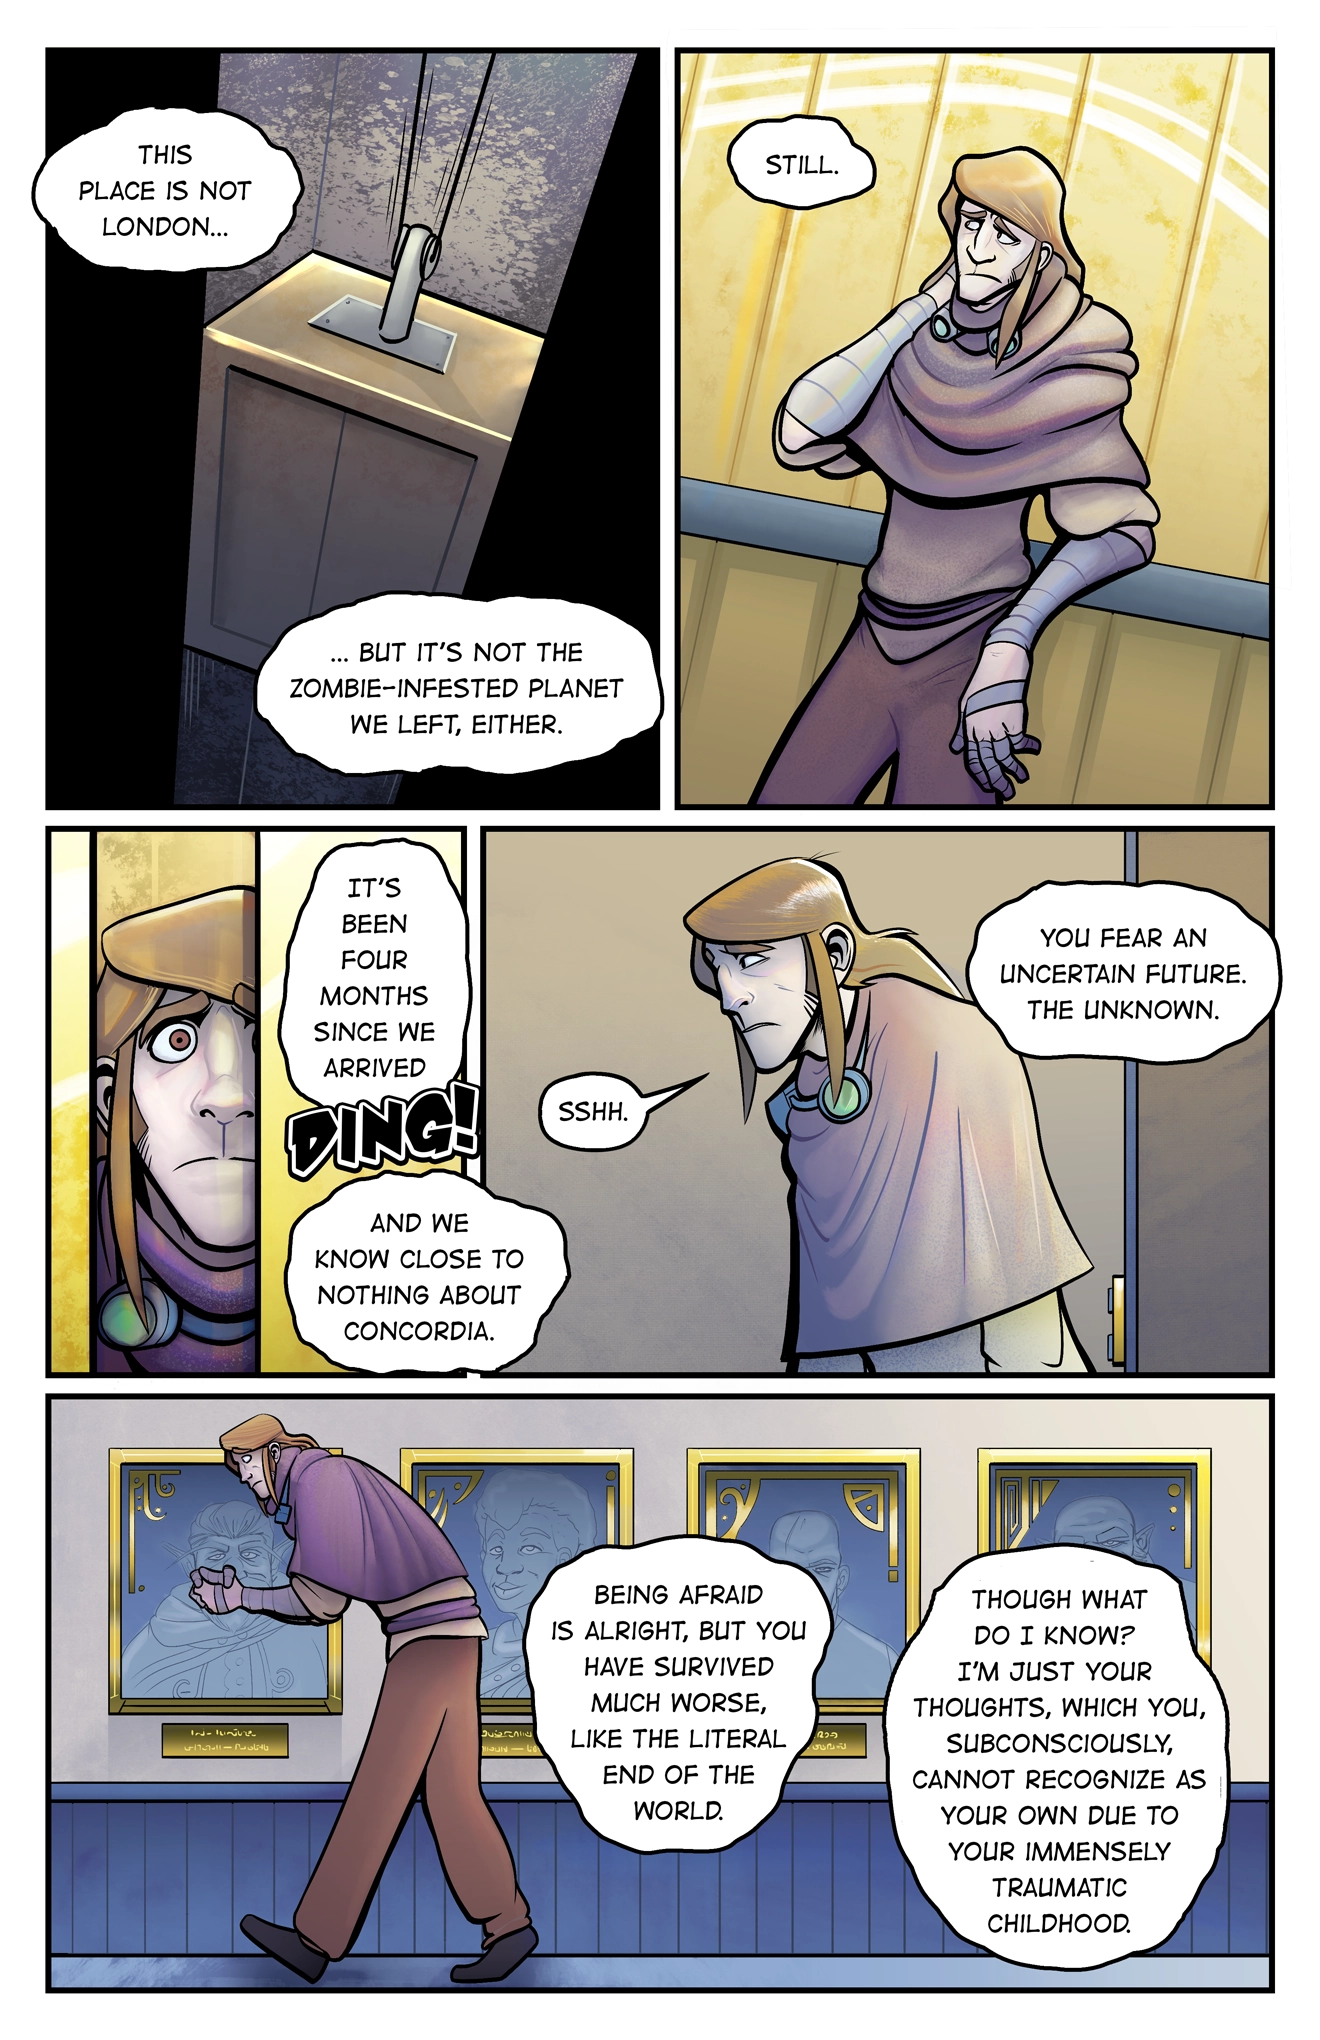 THIS
PLACE IS NOT
LONDON...
... BUT IT'S NOT THE
ZOMBIE-INFESTED PLANET
WE LEFT, EITHER.
STILL.
IT'S
BEEN
FOUR
MONTHS
SINCE WE
ARRIVED
DING!
AND WE
KNOW CLOSE TO
NOTHING ABOUT
CONCORDIA.
YOU FEAR AN
UNCERTAIN FUTURE.
THE UNKNOWN.
SSHH.
BEING AFRAID
IS ALRIGHT, BUT YOU
HAVE SURVIVED
MUCH WORSE,
LIKE THE LITERAL
END OF THE
WORLD.
THOUGH WHAT
DO I KNOW?
I'M JUST YOUR
THOUGHTS, WHICH YOU,
SUBCONSCIOUSLY,
CANNOT RECOGNIZE AS
YOUR OWN DUE TO
YOUR IMMENSELY
TRAUMATIC
CHILDHOOD.